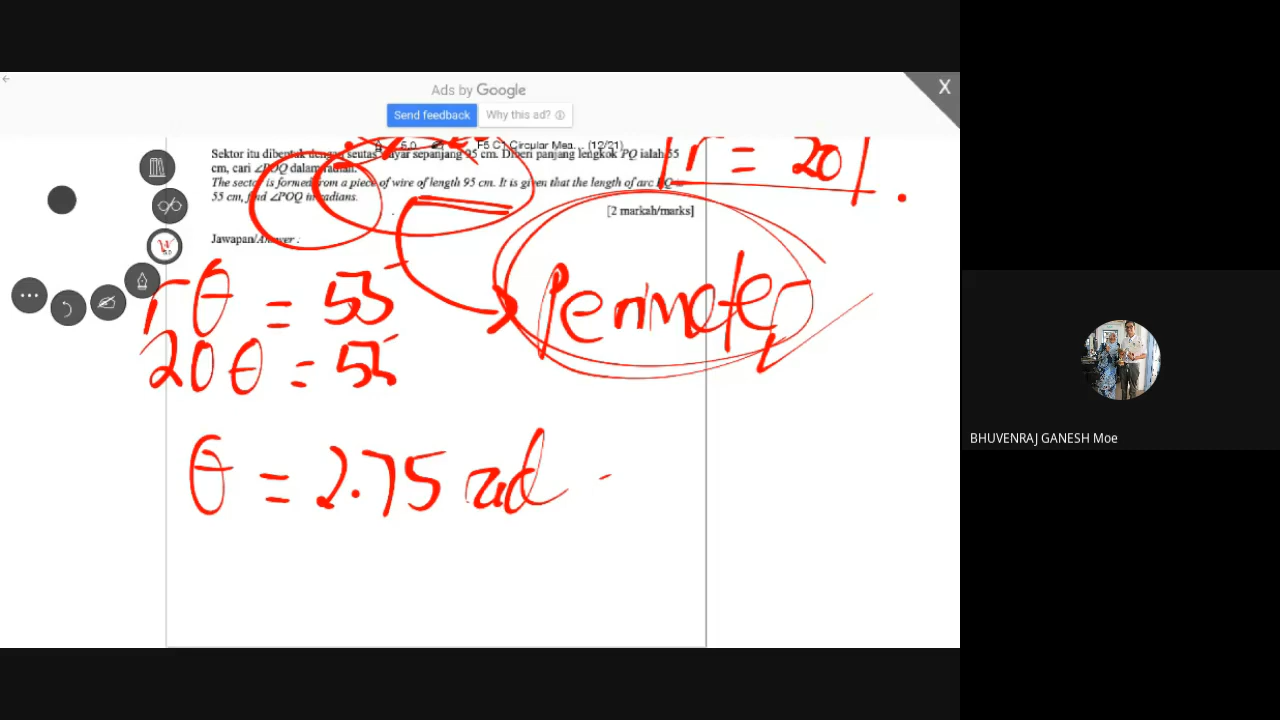 Ads by Google
X
Send feedback
Why this ad?
5.0
F5 C1 Circular Mea... (12/21)
Sektor itu dibentuk dengan seutas dawai sepanjang 95 cm. Diberi panjang lengkok PQ ialah 55
cm, cari ∠POQ dalam radian.
The sector is formed from a piece of wire of length 95 cm. It is given that the length of arc PQ is
55 cm, find ∠POQ in radians.
[2 markah/marks]
Jawapan/Answer :
r = 20
rθ = 55
Perimeter
20θ = 55
θ = 2.75 rad
BHUVENRAJ GANESH Moe